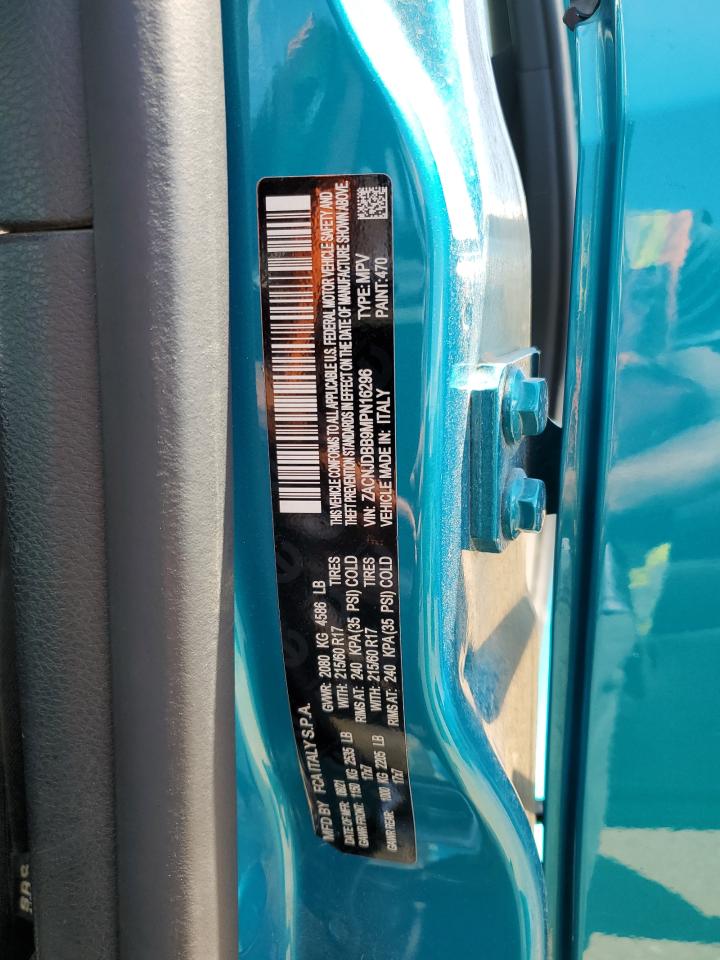 MFD BY FCA ITALY S.P.A.
DATE OF MFR: 06/21 GVWR: 2080 KG 4586 LB
GAWR FRONT: 1150 KG 2535 LB WITH: 215/60 R17 TIRES
17x7 RIMS AT: 240 KPA(35 PSI) COLD
GAWR REAR: 1000 KG 2205 LB WITH: 215/60 R17 TIRES
17x7 RIMS AT: 240 KPA(35 PSI) COLD
THIS VEHICLE CONFORMS TO ALL APPLICABLE U.S. FEDERAL MOTOR VEHICLE SAFETY AND
THEFT PREVENTION STANDARDS IN EFFECT ON THE DATE OF MANUFACTURE SHOWN ABOVE.
VIN: ZACNJDBB9MPN16296 TYPE: MPV
VEHICLE MADE IN: ITALY PAINT: 470